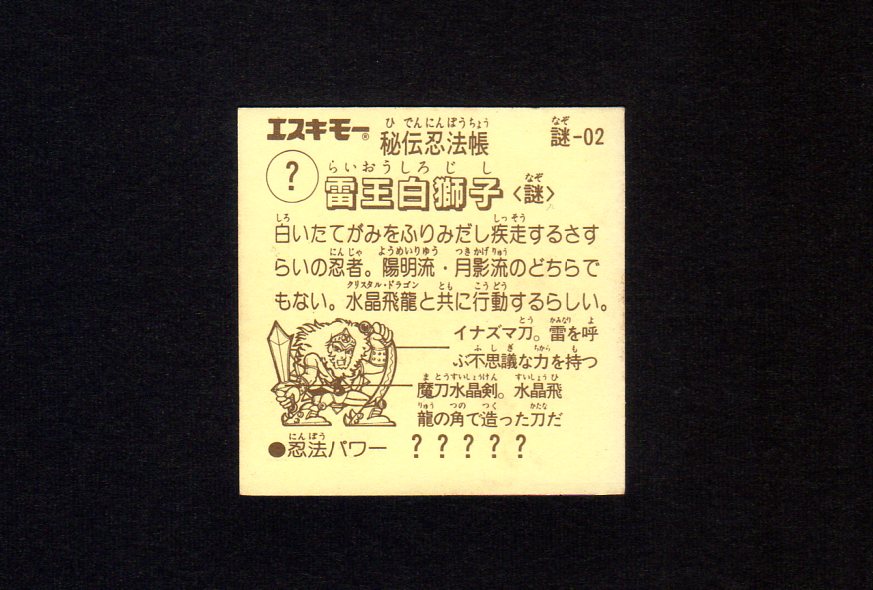 エスキモー® 秘伝忍法帳 謎-02
? 雷王白獅子〈謎〉
白いたてがみをふりみだし疾走するさす
らいの忍者。陽明流・月影流のどちらで
もない。水晶飛龍と共に行動するらしい。
イナズマ刀。雷を呼
ぶ不思議な力を持つ
魔刀水晶剣。水晶飛
龍の角で造った刀だ
●忍法パワー ?????